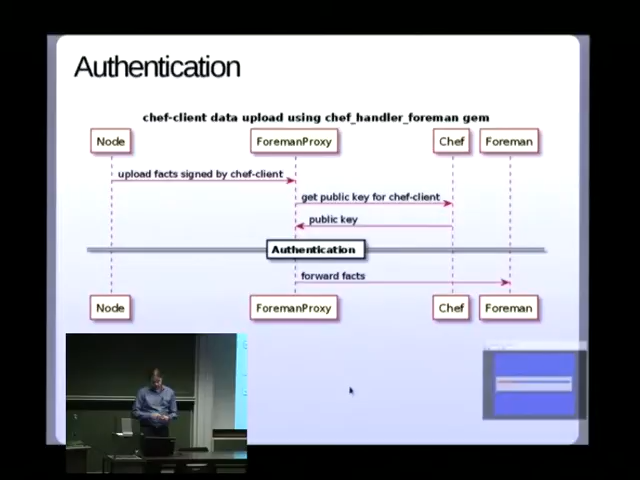 Authentication
chef-client data upload using chef_handler_foreman gem
Node ForemanProxy Chef Foreman
upload facts signed by chef-client
get public key for chef-client
public key
Authentication
forward facts
Node ForemanProxy Chef Foreman